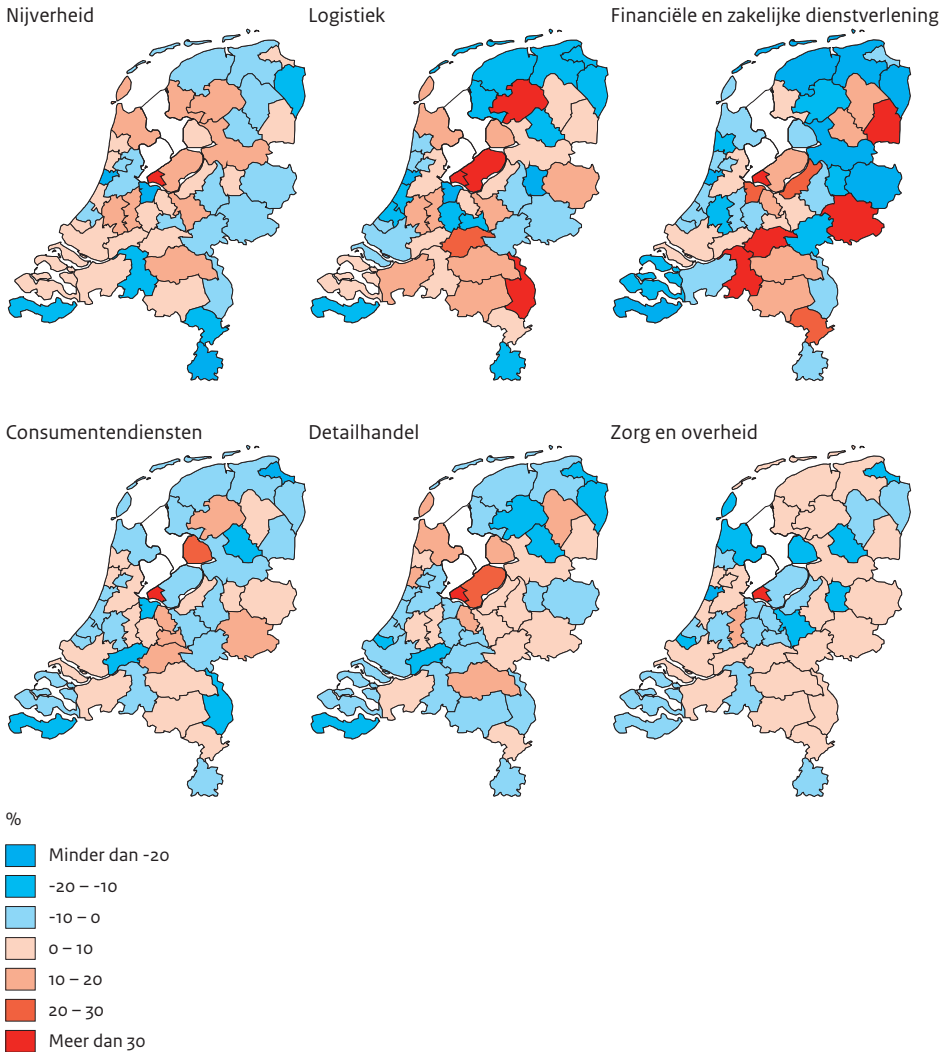 Nijverheid
Logistiek
Financiële en zakelijke dienstverlening
Consumentendiensten
Detailhandel
Zorg en overheid
%
Minder dan -20
-20 – -10
-10 – 0
0 – 10
10 – 20
20 – 30
Meer dan 30